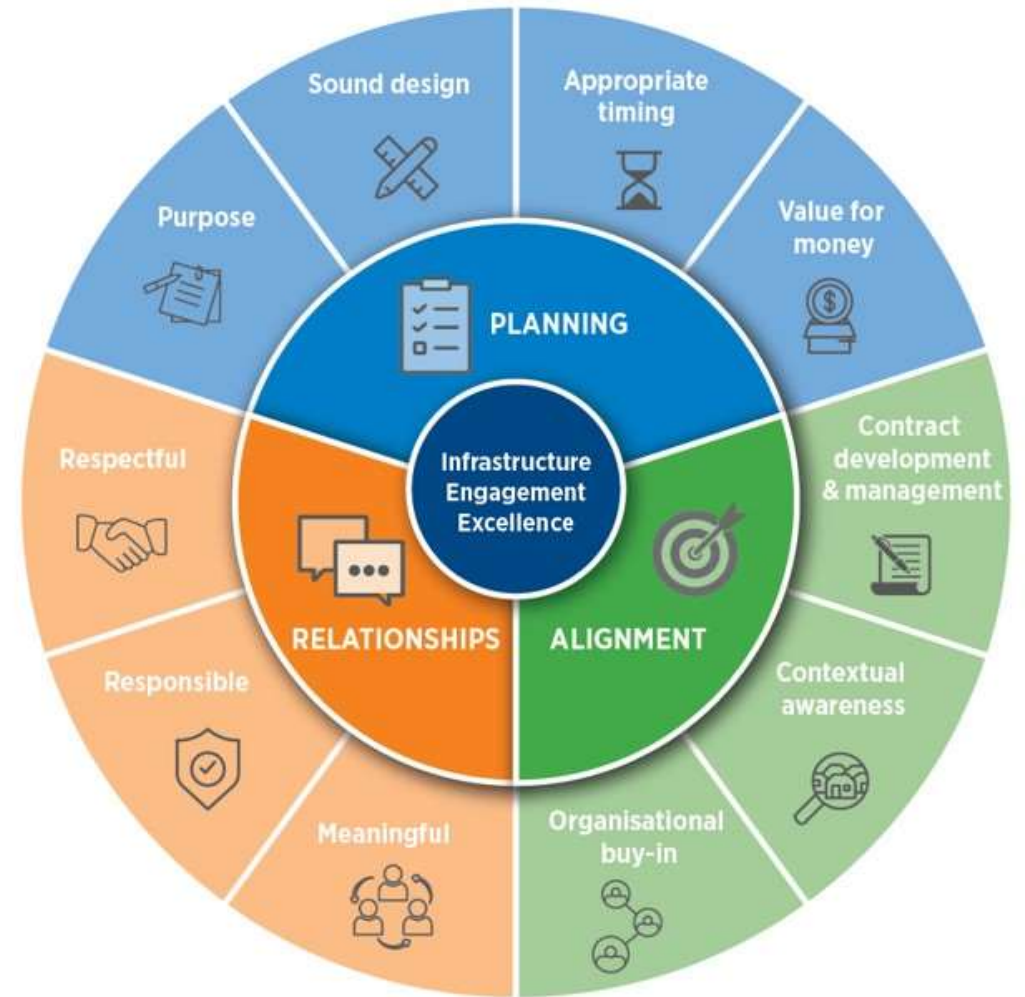 Sound design
Appropriate
timing
Purpose
Value for
money
PLANNING
Contract
development
& management
Respectful
Infrastructure
Engagement
Excellence
RELATIONSHIPS
ALIGNMENT
Responsible
Contextual
awareness
Meaningful
Organisational
buy-in
$